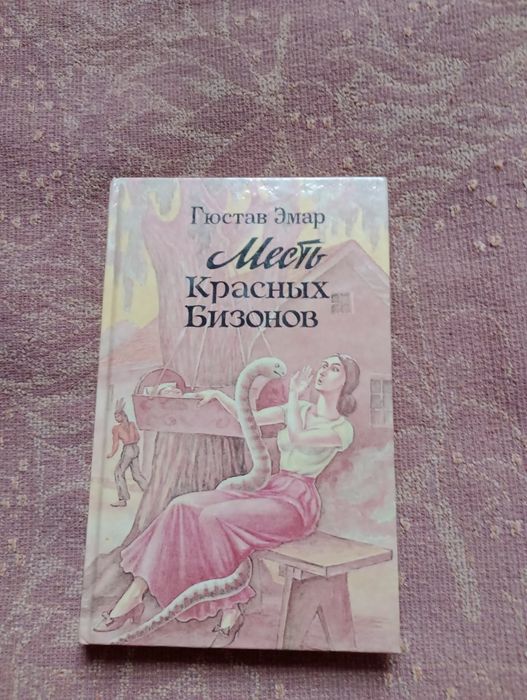 Гюстав Эмар
Месть
Красных
Бизонов